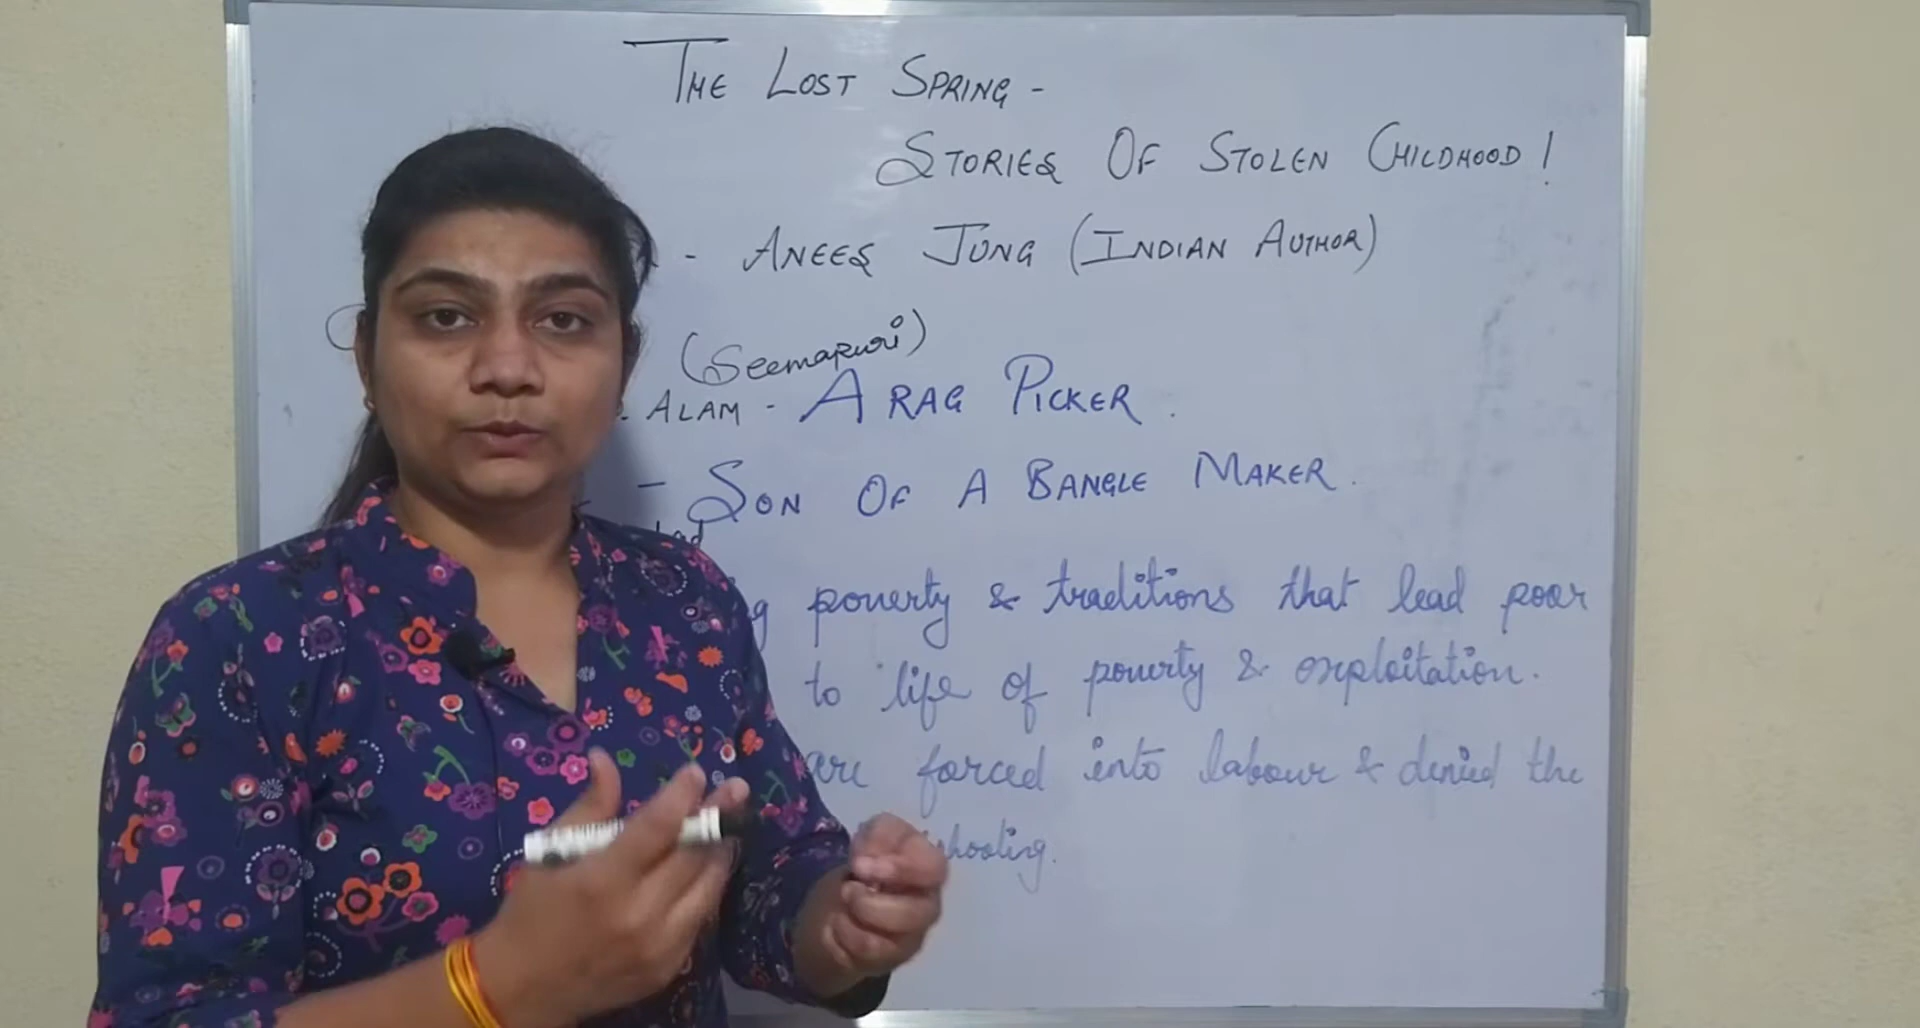 THE LOST SPRING -
STORIES OF STOLEN CHILDHOOD!
- ANEES JUNG (INDIAN AUTHOR)
(Seemapuri)
ALAM - A RAG PICKER.
- SON OF A BANGLE MAKER.
poverty & traditions that lead poor
to life of poverty & exploitation.
are forced into labour & denied the